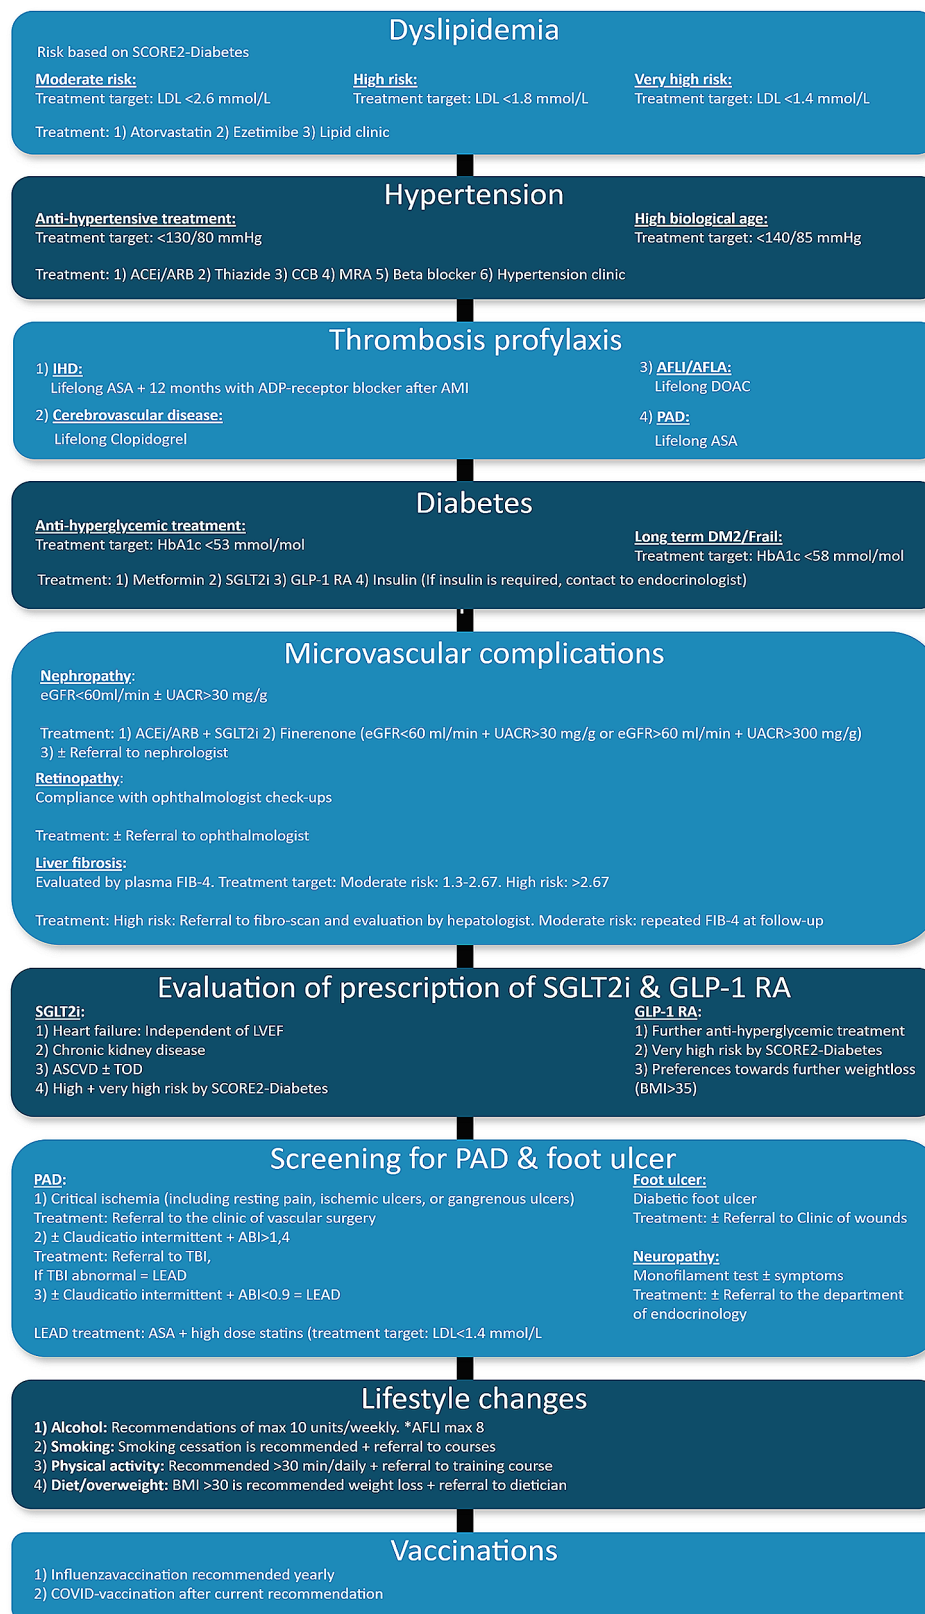 Dyslipidemia
Risk based on SCORE2-Diabetes
Moderate risk:
Treatment target: LDL <2.6 mmol/L
High risk:
Treatment target: LDL <1.8 mmol/L
Very high risk:
Treatment target: LDL <1.4 mmol/L
Treatment: 1) Atorvastatin 2) Ezetimibe 3) Lipid clinic
Hypertension
Anti-hypertensive treatment:
Treatment target: <130/80 mmHg
High biological age:
Treatment target: <140/85 mmHg
Treatment: 1) ACEi/ARB 2) Thiazide 3) CCB 4) MRA 5) Beta blocker 6) Hypertension clinic
Thrombosis profylaxis
1) IHD:
Lifelong ASA + 12 months with ADP-receptor blocker after AMI
2) Cerebrovascular disease:
Lifelong Clopidogrel
3) AFLI/AFLA:
Lifelong DOAC
4) PAD:
Lifelong ASA
Diabetes
Anti-hyperglycemic treatment:
Treatment target: HbA1c <53 mmol/mol
Long term DM2/Frail:
Treatment target: HbA1c <58 mmol/mol
Treatment: 1) Metformin 2) SGLT2i 3) GLP-1 RA 4) Insulin (If insulin is required, contact to endocrinologist)
Microvascular complications
Nephropathy:
eGFR<60ml/min ± UACR>30 mg/g
Treatment: 1) ACEi/ARB + SGLT2i 2) Finerenone (eGFR<60 ml/min + UACR>30 mg/g or eGFR>60 ml/min + UACR>300 mg/g)
3) ± Referral to nephrologist
Retinopathy:
Compliance with ophthalmologist check-ups
Treatment: ± Referral to ophthalmologist
Liver fibrosis:
Evaluated by plasma FIB-4. Treatment target: Moderate risk: 1.3-2.67. High risk: >2.67
Treatment: High risk: Referral to fibro-scan and evaluation by hepatologist. Moderate risk: repeated FIB-4 at follow-up
Evaluation of prescription of SGLT2i & GLP-1 RA
SGLT2i:
1) Heart failure: Independent of LVEF
2) Chronic kidney disease
3) ASCVD ± TOD
4) High + very high risk by SCORE2-Diabetes
GLP-1 RA:
1) Further anti-hyperglycemic treatment
2) Very high risk by SCORE2-Diabetes
3) Preferences towards further weightloss
(BMI>35)
Screening for PAD & foot ulcer
PAD:
1) Critical ischemia (including resting pain, ischemic ulcers, or gangrenous ulcers)
Treatment: Referral to the clinic of vascular surgery
2) ± Claudicatio intermittent + ABI>1,4
Treatment: Referral to TBI,
If TBI abnormal = LEAD
3) ± Claudicatio intermittent + ABI<0.9 = LEAD
LEAD treatment: ASA + high dose statins (treatment target: LDL<1.4 mmol/L
Foot ulcer:
Diabetic foot ulcer
Treatment: ± Referral to Clinic of wounds
Neuropathy:
Monofilament test ± symptoms
Treatment: ± Referral to the department
of endocrinology
Lifestyle changes
1) Alcohol: Recommendations of max 10 units/weekly. *AFLI max 8
2) Smoking: Smoking cessation is recommended + referral to courses
3) Physical activity: Recommended >30 min/daily + referral to training course
4) Diet/overweight: BMI >30 is recommended weight loss + referral to dietician
Vaccinations
1) Influenzavaccination recommended yearly
2) COVID-vaccination after current recommendation